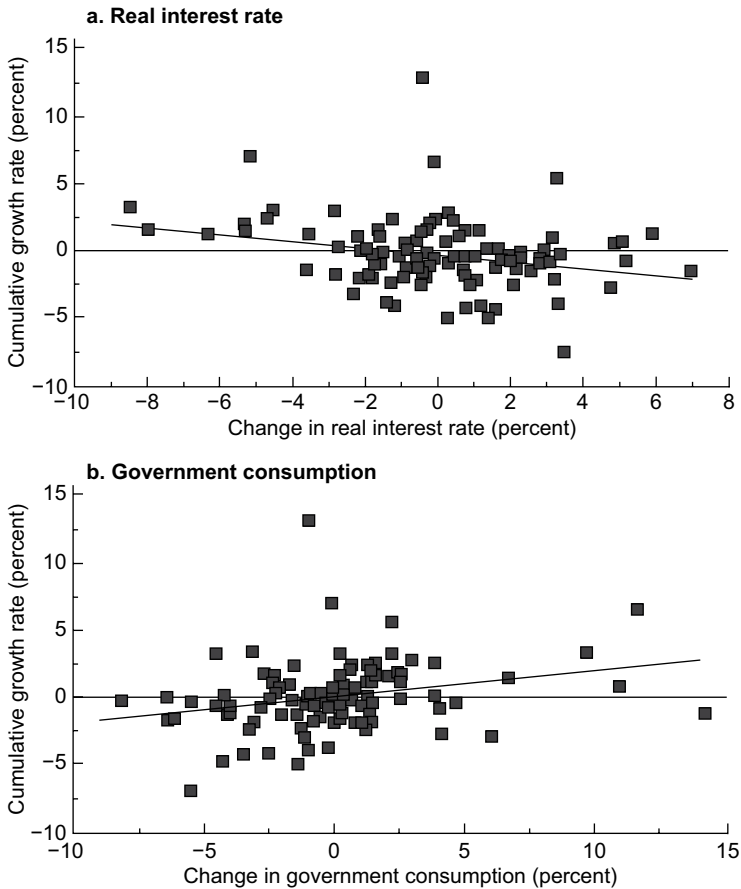 a. Real interest rate
Cumulative growth rate (percent)
15
10
5
0
−5
−10
−10 −8 −6 −4 −2 0 2 4 6 8
Change in real interest rate (percent)
b. Government consumption
Cumulative growth rate (percent)
15
10
5
0
−5
−10
−10 −5 0 5 10 15
Change in government consumption (percent)